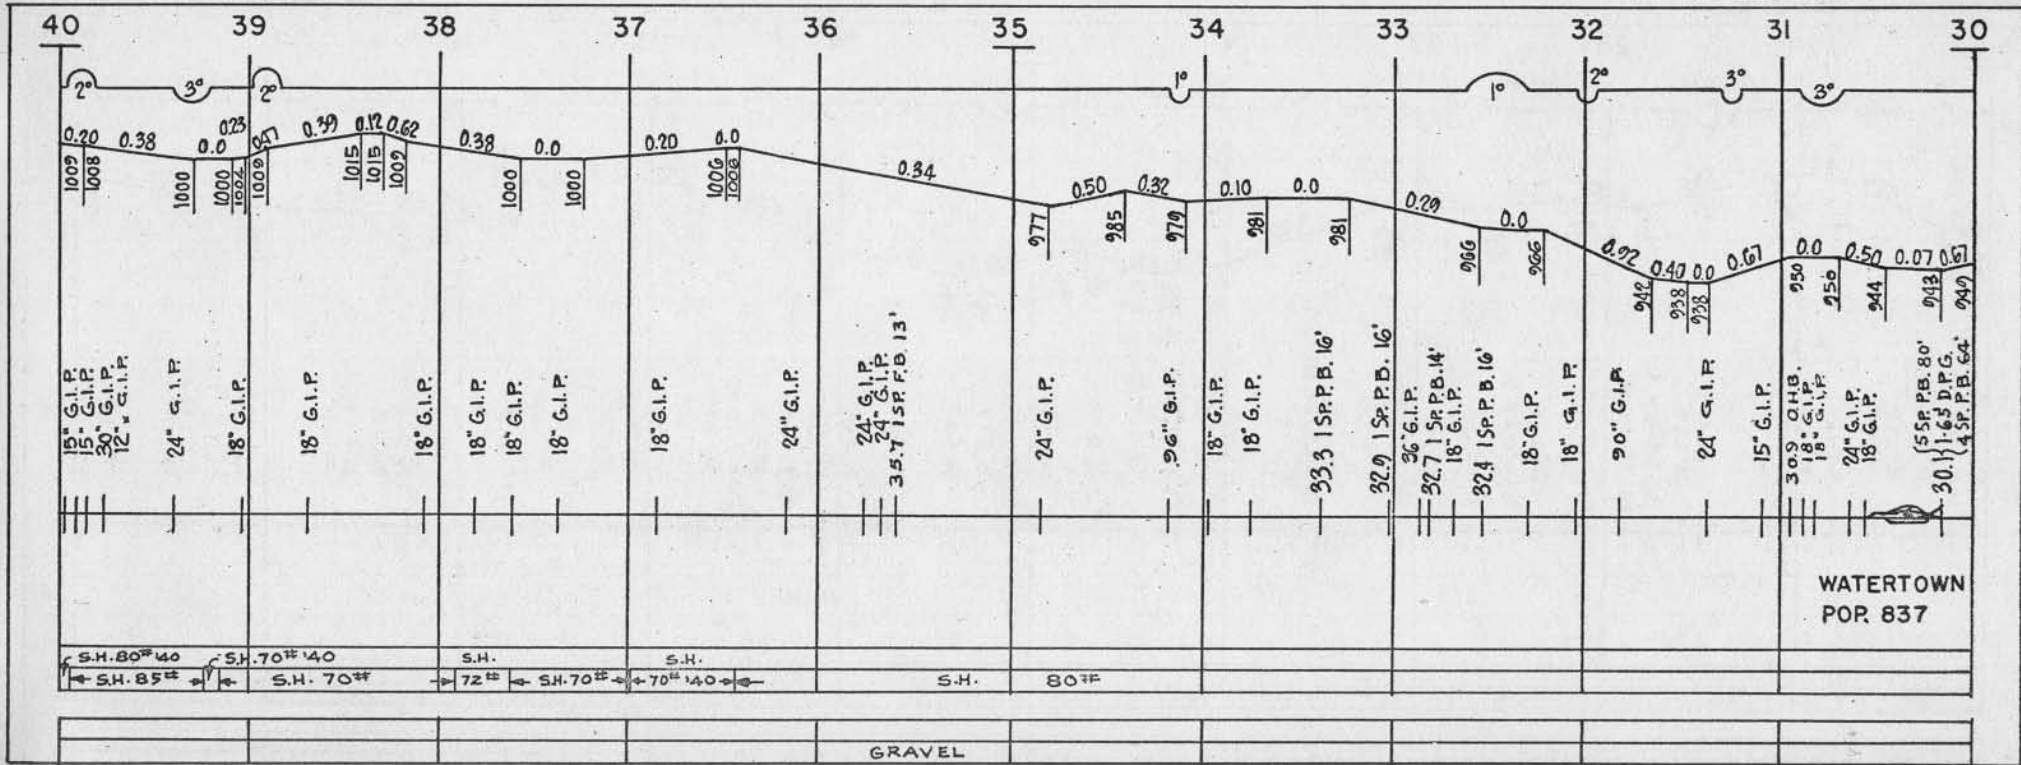 40 39 38 37 36 35 34 33 32 31 30
2° 3° 2° 1° 1° 2° 3° 3°
0.20 0.38 0.0 0.23 0.47 0.39 0.12 0.62 0.38 0.0 0.20 0.0 0.34 0.50 0.32 0.10 0.0 0.29 0.0 0.92 0.40 0.0 0.67 0.0 0.50 0.07 0.67
1009 1008 1000 1000 1002 1009 1015 1015 1009 1000 1000 1006 1006 977 985 979 981 981 966 966 942 938 938 950 950 944 943 949
15" G.I.P.
15" G.I.P.
30" G.I.P.
12" G.I.P.
24" G.I.P.
18" G.I.P.
18" G.I.P.
18" G.I.P.
18" G.I.P.
18" G.I.P.
18" G.I.P.
18" G.I.P.
24" G.I.P.
24" G.I.P.
24" G.I.P.
35.7 1 SP. F.B. 13'
24" G.I.P.
96" G.I.P.
18" G.I.P.
18" G.I.P.
33.3 1 SP. P.B. 16'
32.9 1 SP. P.B. 16'
36" G.I.P.
32.7 1 SP. P.B. 14'
18" G.I.P.
32.4 1 SP. P.B. 16'
18" G.I.P.
18" G.I.P.
90" G.I.P.
24" G.I.P.
15" G.I.P.
30.9 O.H.B.
18" G.I.P.
18" G.I.P.
24" G.I.P.
18" G.I.P.
30.1 { 5 SP. P.B. 80'
1-65 D.P.G.
4 SP. P.B. 64'
WATERTOWN
POP. 837
S.H. 80# '40 S.H. 70# '40 S.H. S.H.
S.H. 85# S.H. 70# 72# S.H. 70# 70# '40 S.H. 80#
GRAVEL